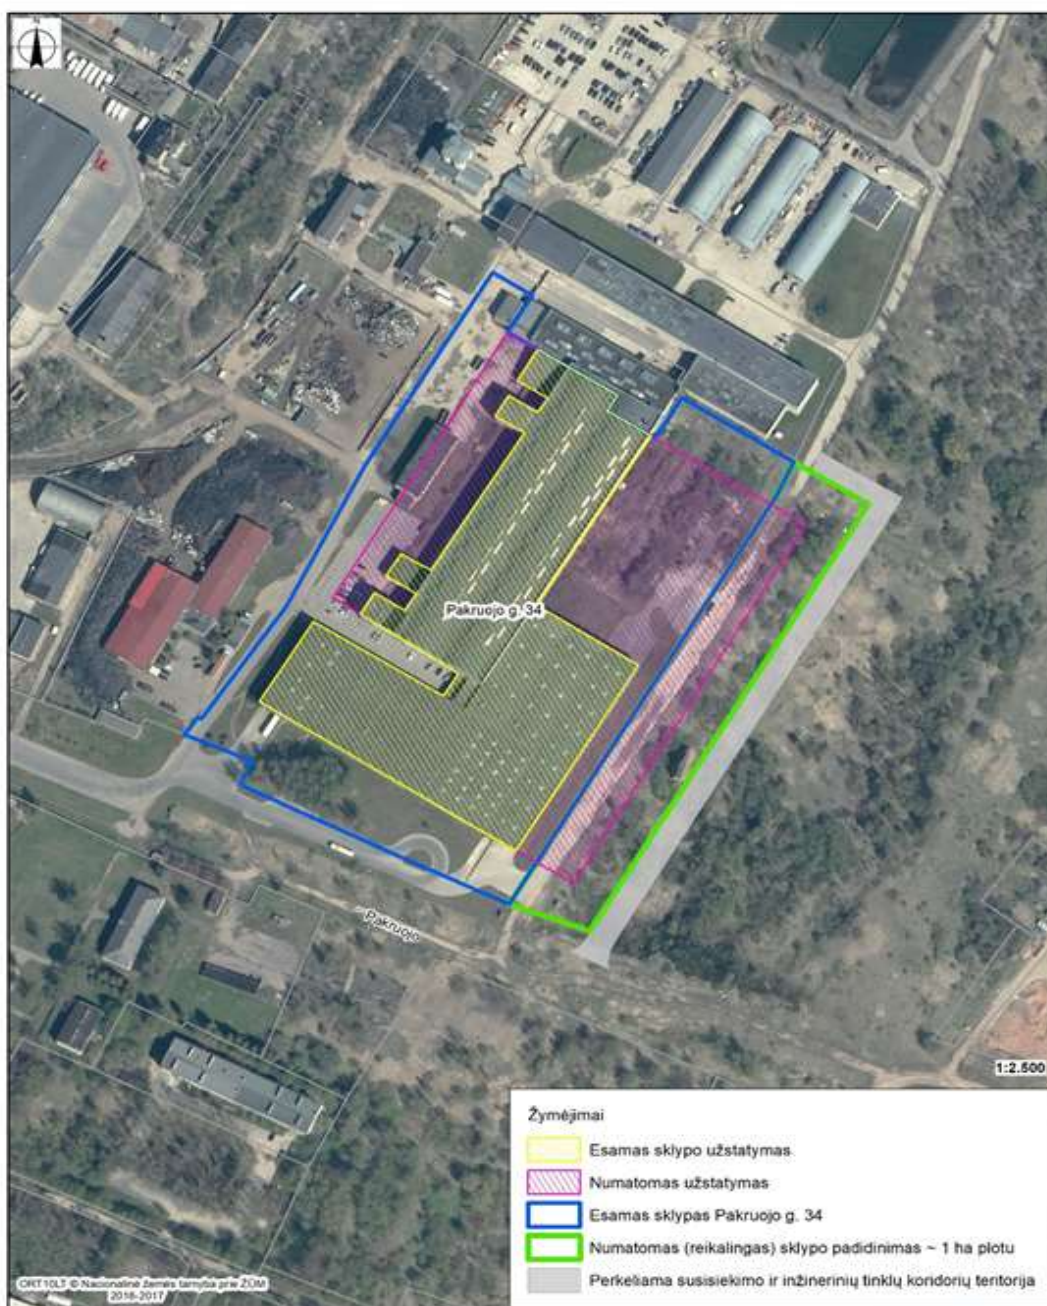 N
Pakruojo g. 34
Pakruojo
1:2.500
Žymėjimai
Esamas sklypo užstatymas
Numatomas užstatymas
Esamas sklypas Pakruojo g. 34
Numatomas (reikalingas) sklypo padidinimas ~ 1 ha plotu
Perkeliama susisiekimo ir inžinerinių tinklų koridorių teritorija
ORT10LT © Nacionalinė žemės tarnyba prie ŽŪM
2016-2017